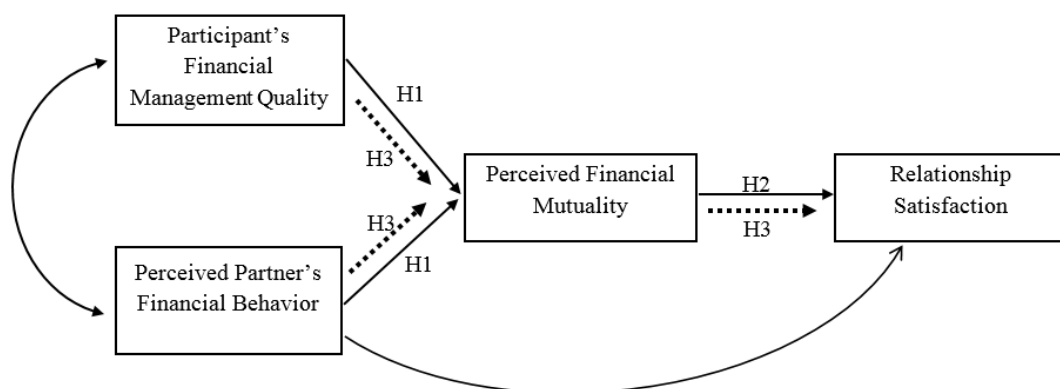 Participant's
Financial
Management Quality
H1
H3
Perceived Financial
Mutuality
H2
H3
Relationship
Satisfaction
H3
H1
Perceived Partner's
Financial Behavior